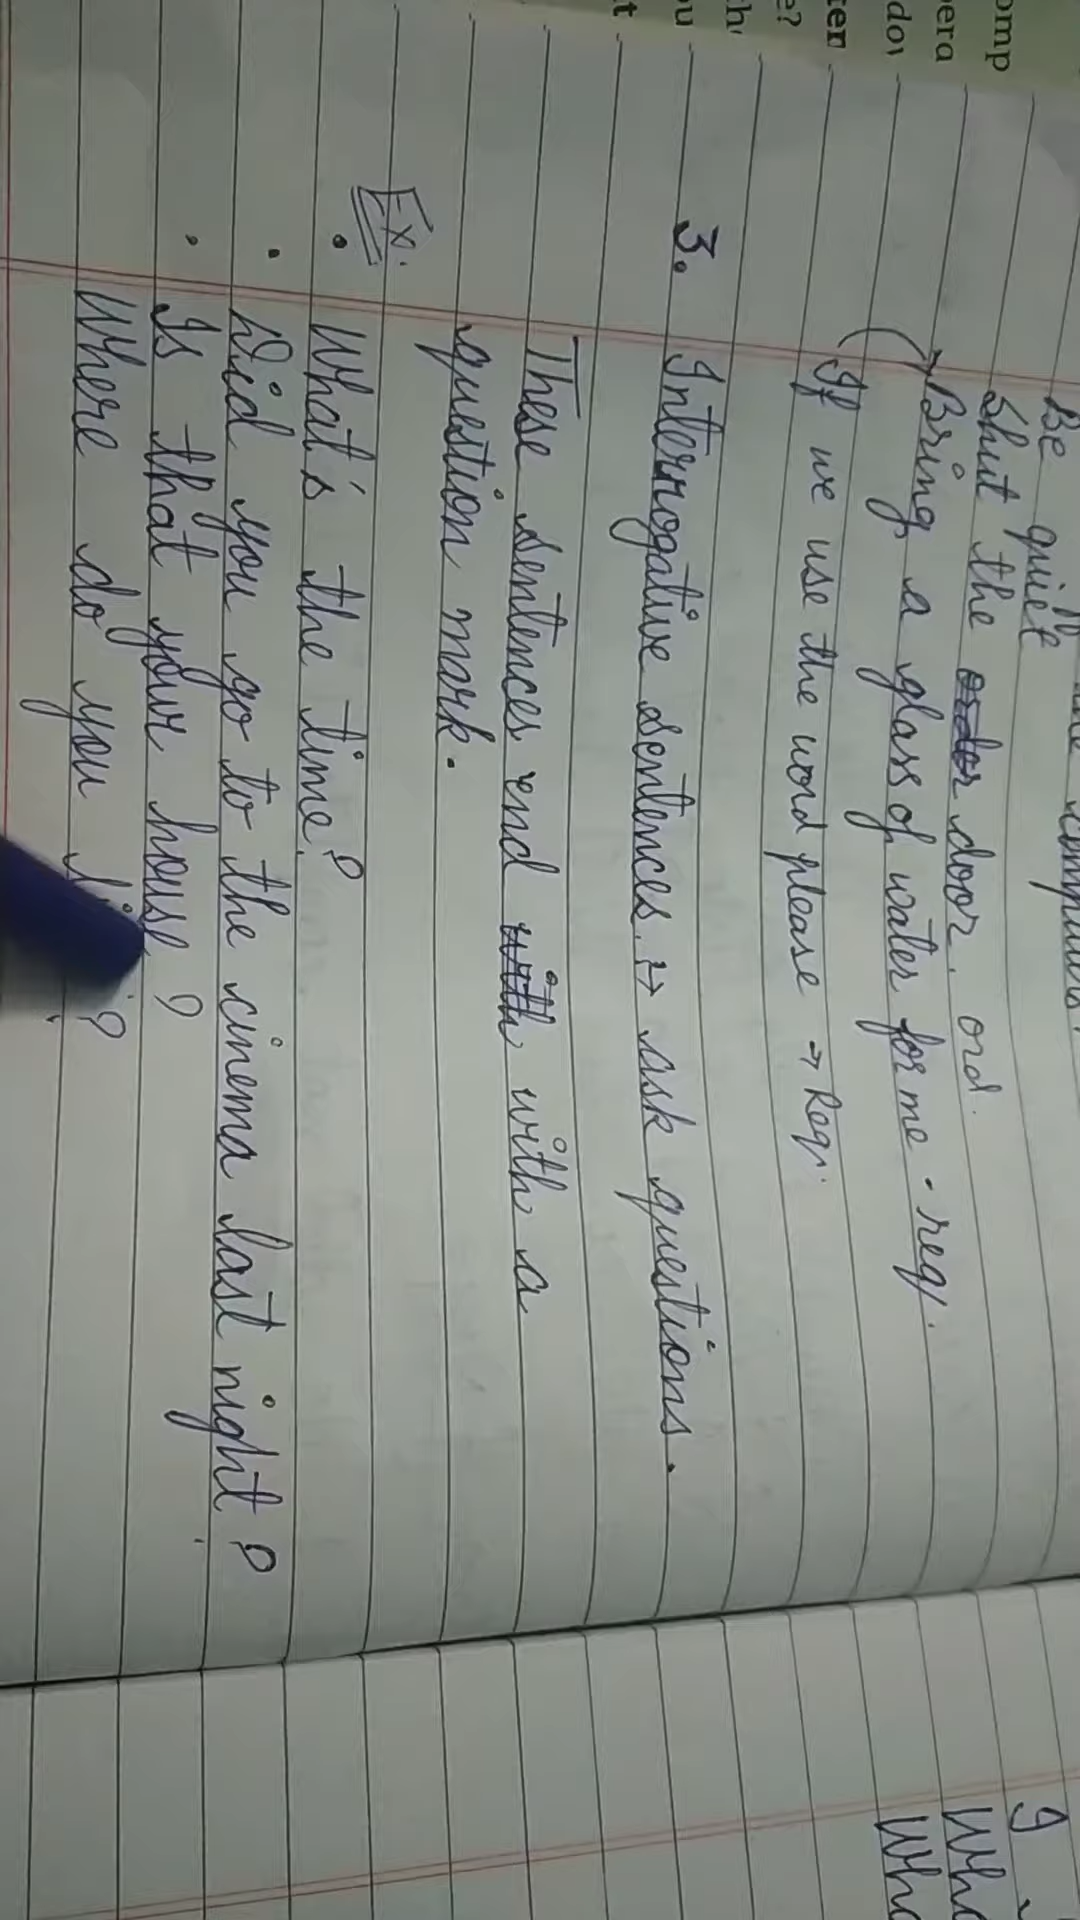 Be quiet
Shut the door. ord.
Bring a glass of water for me - req.
(If we use the word please → Req.
3. Interrogative sentences → ask questions.
These sentences end with with a
question mark.
Ex.
• What's the time?
• Did you go to the cinema last night?
• Is that your house?
Where do you ?